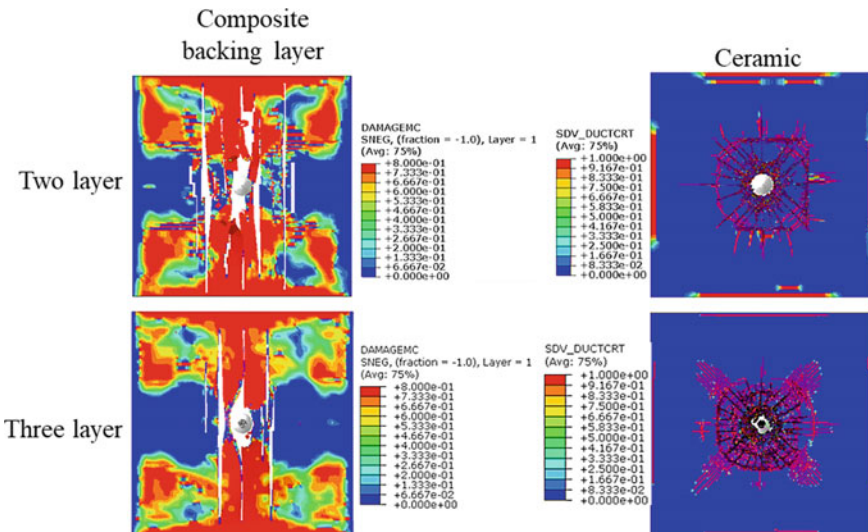 Composite
backing layer
Ceramic
Two layer
DAMAGEMC
SNEG, (fraction = -1.0), Layer = 1
(Avg: 75%)
+8.000e-01
+7.333e-01
+6.667e-01
+6.000e-01
+5.333e-01
+4.667e-01
+4.000e-01
+3.333e-01
+2.667e-01
+2.000e-01
+1.333e-01
+6.667e-02
+0.000e+00
SDV_DUCTCRT
(Avg: 75%)
+1.000e+00
+9.167e-01
+8.333e-01
+7.500e-01
+6.667e-01
+5.833e-01
+5.000e-01
+4.167e-01
+3.333e-01
+2.500e-01
+1.667e-01
+8.333e-02
+0.000e+00
Three layer
DAMAGEMC
SNEG, (fraction = -1.0), Layer = 1
(Avg: 75%)
+8.000e-01
+7.333e-01
+6.667e-01
+6.000e-01
+5.333e-01
+4.667e-01
+4.000e-01
+3.333e-01
+2.667e-01
+2.000e-01
+1.333e-01
+6.667e-02
+0.000e+00
SDV_DUCTCRT
(Avg: 75%)
+1.000e+00
+9.167e-01
+8.333e-01
+7.500e-01
+6.667e-01
+5.833e-01
+5.000e-01
+4.167e-01
+3.333e-01
+2.500e-01
+1.667e-01
+8.333e-02
+0.000e+00